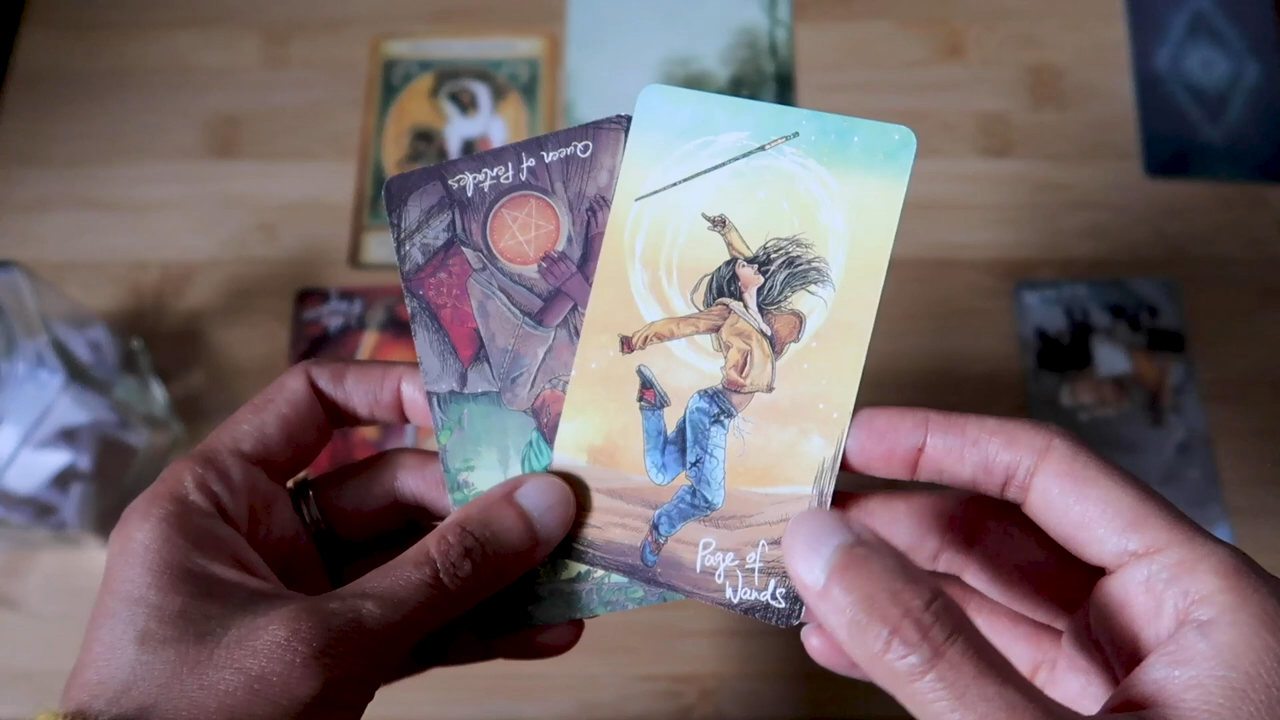 Queen of Pentacles
Page of
Wands